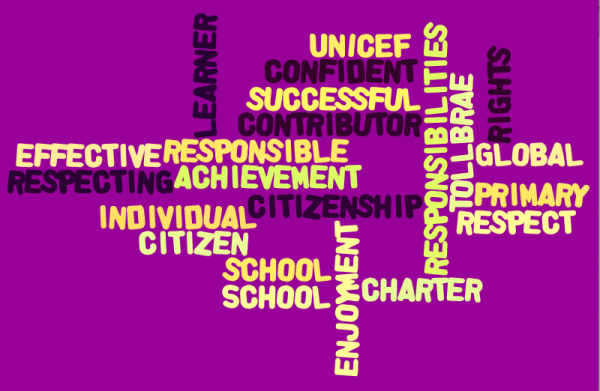 LEARNER
UNICEF
CONFIDENT
SUCCESSFUL
CONTRIBUTOR
RESPONSIBILITIES
TOLLBRAE
RIGHTS
EFFECTIVE
RESPONSIBLE
GLOBAL
RESPECTING
ACHIEVEMENT
CITIZENSHIP
PRIMARY
INDIVIDUAL
RESPECT
CITIZEN
SCHOOL
SCHOOL
ENJOYMENT
CHARTER